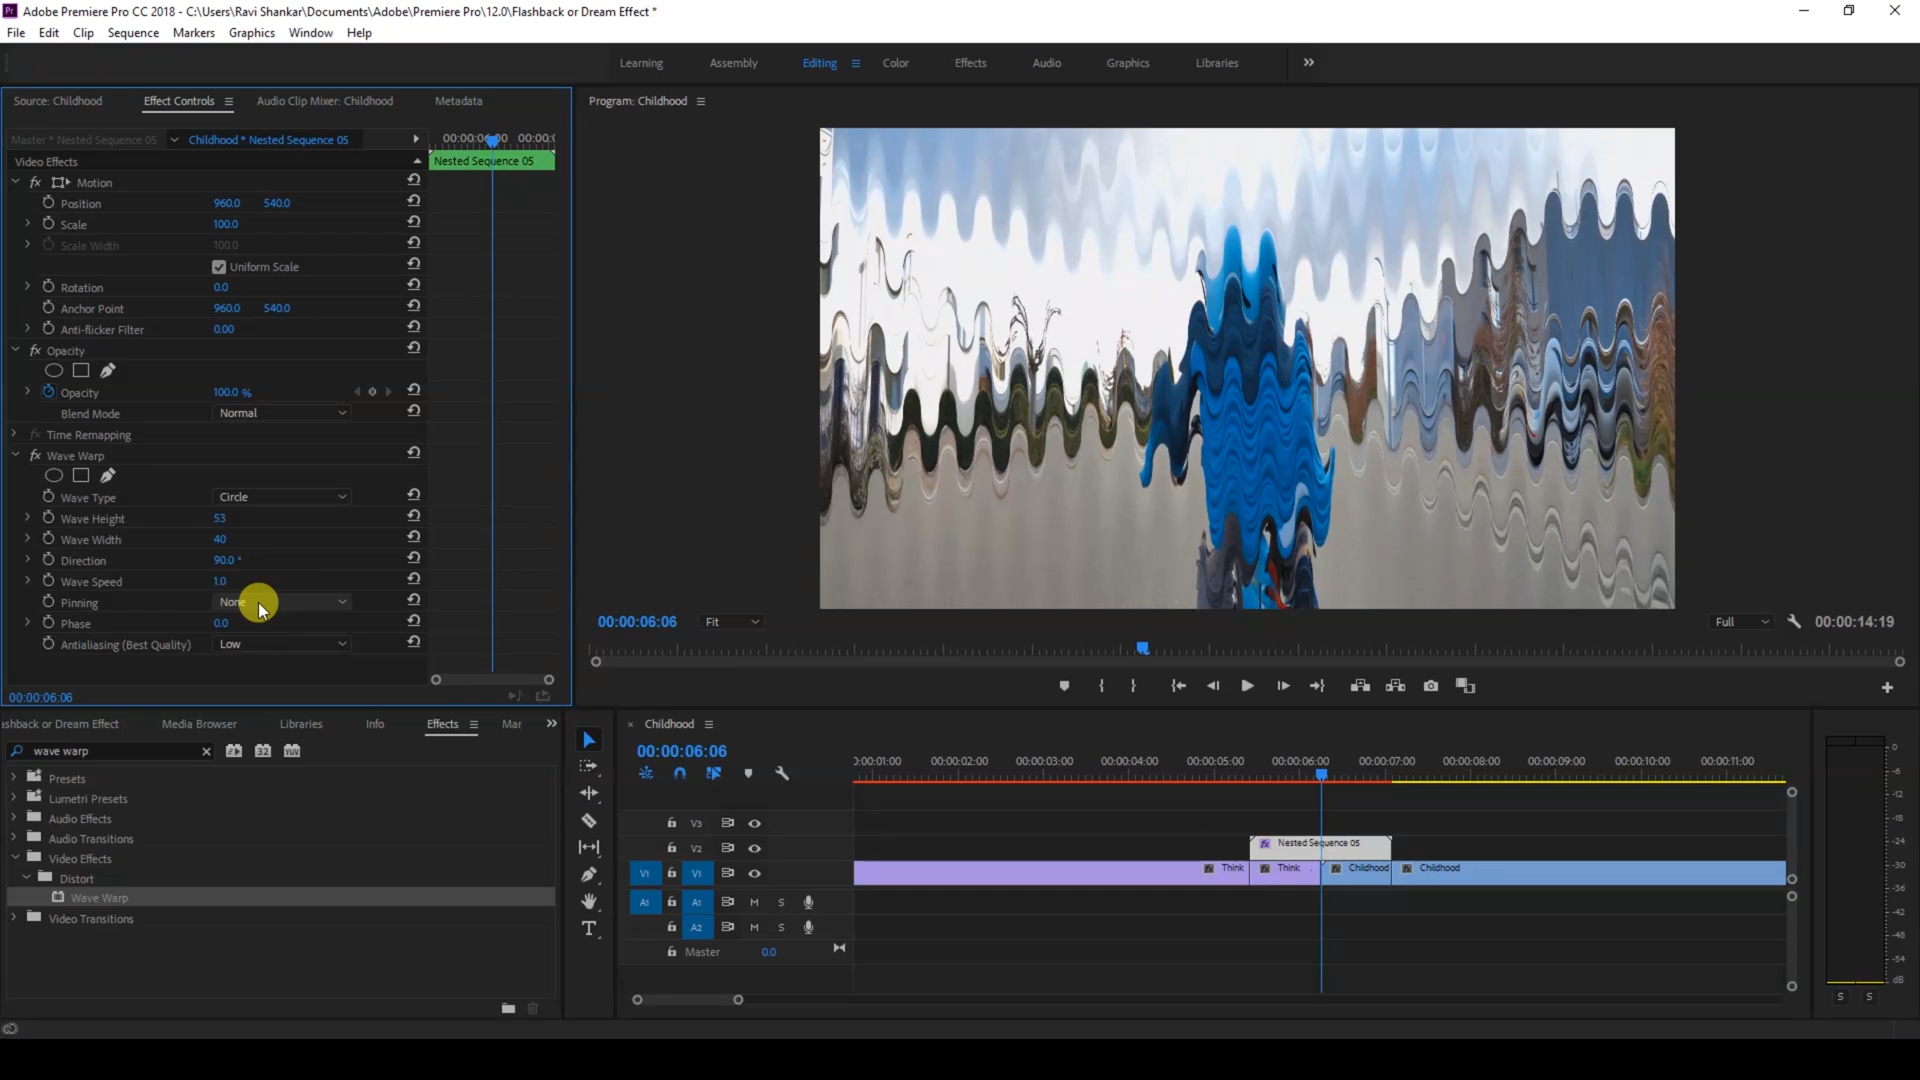 Adobe Premiere Pro CC 2018 - C:\Users\Ravi Shankar\Documents\Adobe\Premiere Pro\12.0\Flashback or Dream Effect *
File Edit Clip Sequence Markers Graphics Window Help
Learning Assembly Editing Color Effects Audio Graphics Libraries
Source: Childhood Effect Controls Audio Clip Mixer: Childhood Metadata
Program: Childhood
Master * Nested Sequence 05 Childhood * Nested Sequence 05
Video Effects
Nested Sequence 05
fx Motion
Position 960.0 540.0
Scale 100.0
Scale Width 100.0
Uniform Scale
Rotation 0.0
Anchor Point 960.0 540.0
Anti-flicker Filter 0.00
fx Opacity
Opacity 100.0 %
Blend Mode Normal
fx Time Remapping
fx Wave Warp
Wave Type Circle
Wave Height 53
Wave Width 40
Direction 90.0 °
Wave Speed 1.0
Pinning None
Phase 0.0
Antialiasing (Best Quality) Low
00:00:06:06
00:00:06:06 Fit Full 00:00:14:19
ashback or Dream Effect Media Browser Libraries Info Effects Mar
wave warp
32 YUV
Presets
Lumetri Presets
Audio Effects
Audio Transitions
Video Effects
Distort
Wave Warp
Video Transitions
Childhood
00:00:06:06
0:00:01:00 00:00:02:00 00:00:03:00 00:00:04:00 00:00:05:00 00:00:06:00 00:00:07:00 00:00:08:00 00:00:09:00 00:00:10:00 00:00:11:00
V3
V2
fx Nested Sequence 05
V1 V1
fx Think fx Think fx Childhood fx Childhood
A1 A1 M S
A2 M S
Master 0.0
0
-6
-12
-18
-24
-30
-36
-42
-48
-54
dB
S S